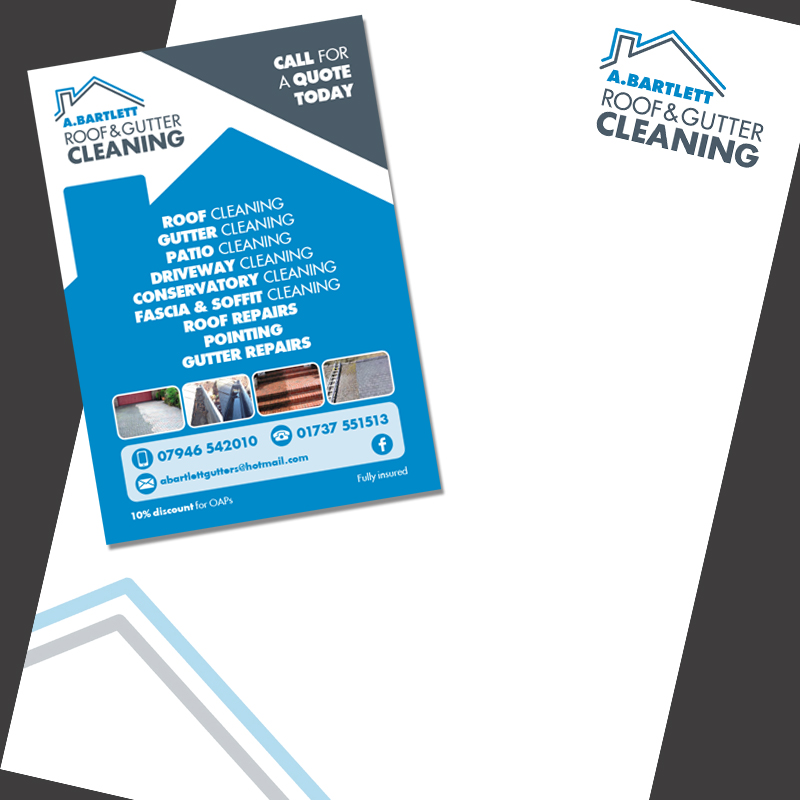 CALL FOR
A QUOTE
TODAY
A.BARTLETT
ROOF & GUTTER
CLEANING
ROOF CLEANING
GUTTER CLEANING
PATIO CLEANING
DRIVEWAY CLEANING
CONSERVATORY CLEANING
FASCIA & SOFFIT CLEANING
ROOF REPAIRS
POINTING
GUTTER REPAIRS
07946 542010
01737 551513
abartlettgutters@hotmail.com
10% discount for OAPs
Fully insured
A.BARTLETT
ROOF & GUTTER
CLEANING